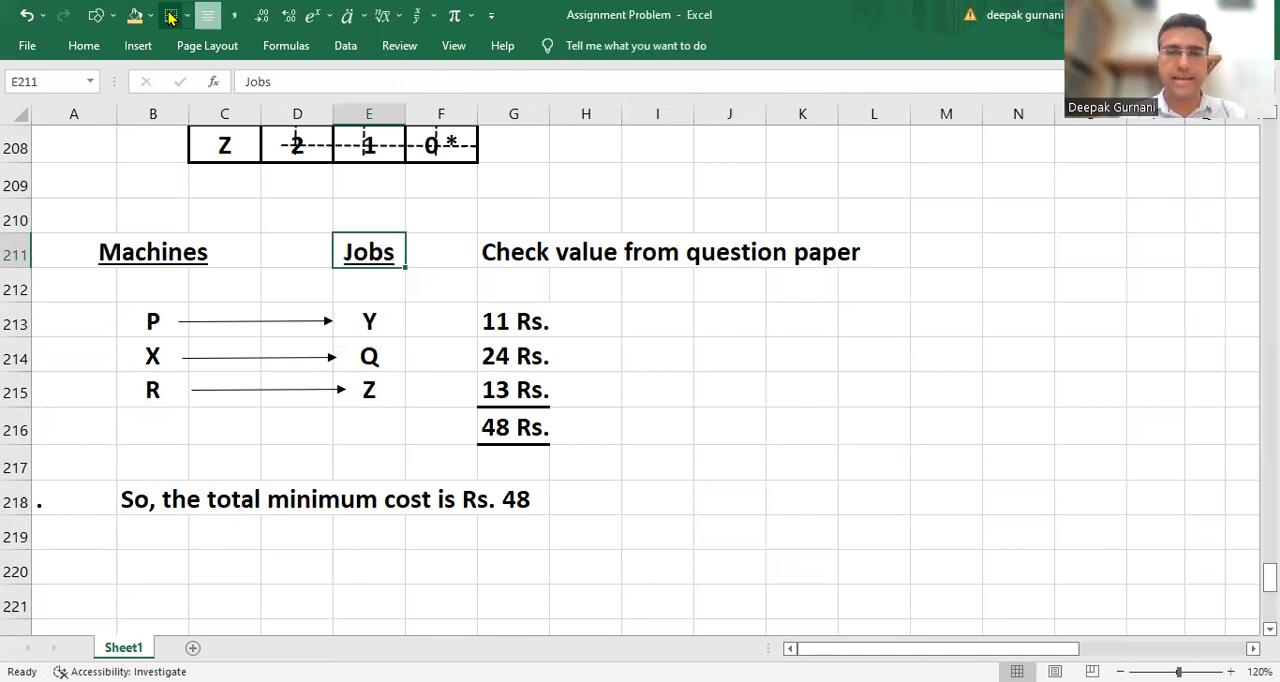 Assignment Problem - Excel
deepak gurnani
File Home Insert Page Layout Formulas Data Review View Help Tell me what you want to do
E211 fx Jobs
Deepak Gurnani
A B C D E F G H I J K L M N
208 Z 2 1 0 *
209
210
211 Machines Jobs Check value from question paper
212
213 P Y 11 Rs.
214 X Q 24 Rs.
215 R Z 13 Rs.
216 48 Rs.
217
218 . So, the total minimum cost is Rs. 48
219
220
221
Sheet1
Ready Accessibility: Investigate 120%